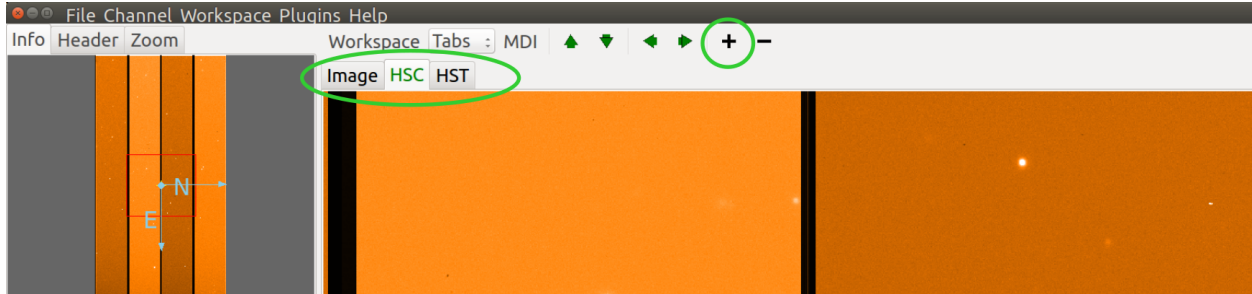 File Channel Workspace Plugins Help
Info Header Zoom
Workspace Tabs MDI + −
Image HSC HST
N
E